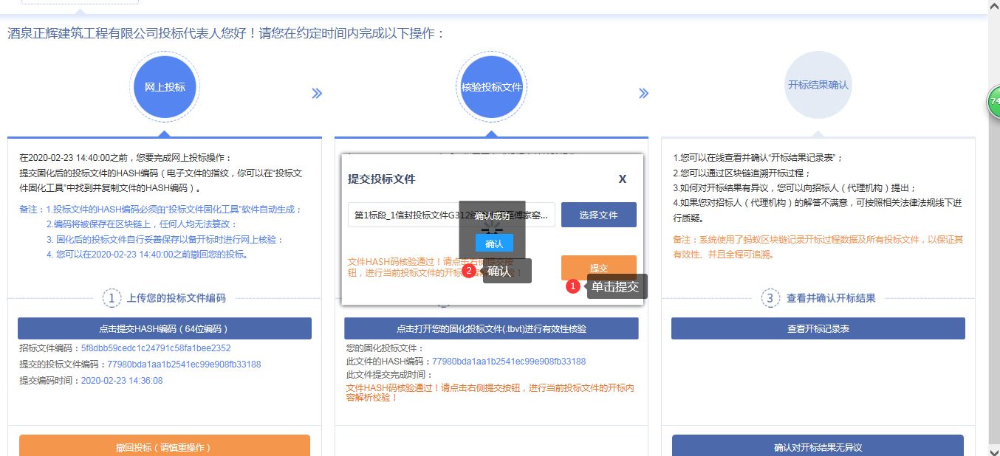 酒泉正辉建筑工程有限公司投标代表人您好！请您在约定时间内完成以下操作：
网上投标
核验投标文件
开标结果确认
74
在2020-02-23 14:40:00之前，您要完成网上投标操作：
提交固化后的投标文件的HASH编码（电子文件的指纹，你可以在“投标文
件固化工具”中找到并复制文件的HASH编码）。
备注：1.投标文件的HASH编码必须由“投标文件固化工具”软件自动生成；
2.编码将被保存在区块链上，任何人均无法篡改；
3. 固化后的投标文件自行妥善保存以备开标时进行网上核验：
4. 您可以在2020-02-23 14:40:00之前撤回您的投标。
1 上传您的投标文件编码
点击提交HASH编码（64位编码）
招标文件编码：5f8dbb59cedc1c24791c58fa1bee2352
提交的投标文件编码：77980bda1aa1b2541ec99e908fb33188
提交编码时间：2020-02-23 14:36:08
撤回投标（请慎重操作）
提交投标文件
X
第1标段_1信封投标文件G312线
至傅家窑...
选择文件
确认成功
确认
文件HASH码核验通过！请点击右侧提交按
钮，进行当前投标文件的开标
验！
提交
2 确认
1 单击提交
点击打开您的固化投标文件(.tbvt)进行有效性核验
您的固化投标文件：
此文件的HASH编码：77980bda1aa1b2541ec99e908fb33188
此文件提交完成时间：
文件HASH码核验通过！请点击右侧提交按钮，进行当前投标文件的开标内
容解析校验！
1.您可以在线查看并确认“开标结果记录表”；
2.您可以通过区块链追溯开标过程；
3.如何对开标结果有异议，您可以向招标人（代理机构）提出；
4.如果您对招标人（代理机构）的解答不满意，可按照相关法律法规线下进
行质疑。
备注：系统使用了蚂蚁区块链记录开标过程数据及所有投标文件，以保证其
有效性、并且全程可追溯。
3 查看并确认开标结果
查看开标记录表
确认对开标结果无异议